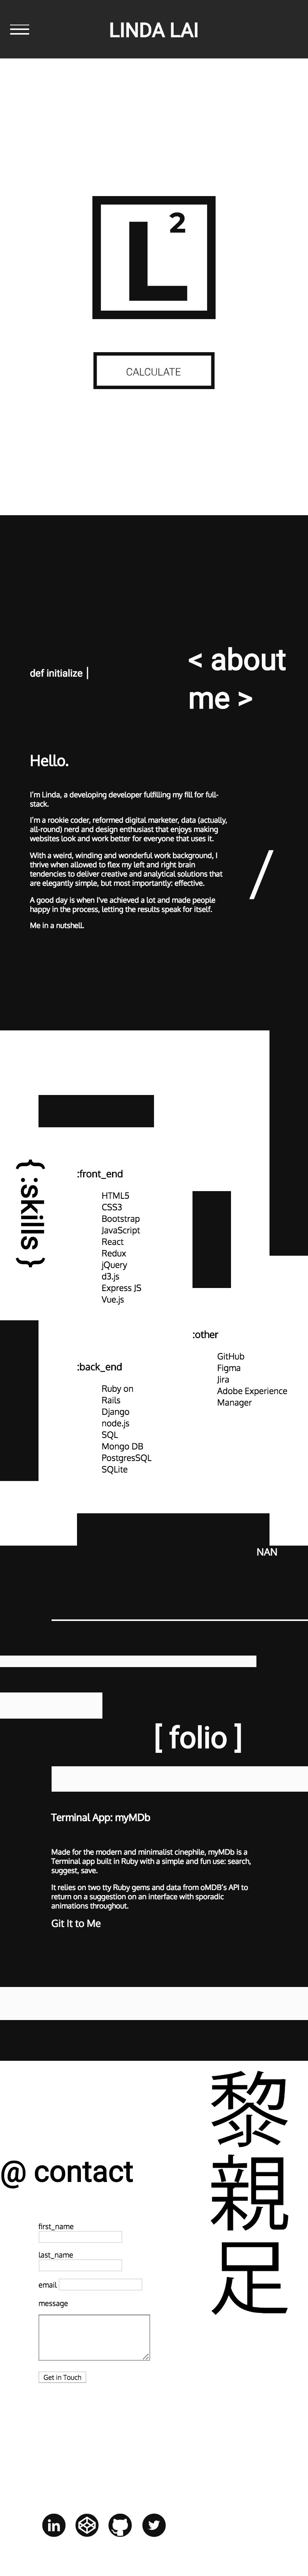 LINDA LAI
L²
CALCULATE
def initialize |
< about
me >
Hello.
I'm Linda, a developing developer fulfilling my fill for full-
stack.
I'm a rookie coder, reformed digital marketer, data (actually,
all-round) nerd and design enthusiast that enjoys making
websites look and work better for everyone that uses it.
With a weird, winding and wonderful work background, I
thrive when allowed to flex my left and right brain
tendencies to deliver creative and analytical solutions that
are elegantly simple, but most importantly: effective.
A good day is when I've achieved a lot and made people
happy in the process, letting the results speak for itself.
Me in a nutshell.
/
{ :skills }
:front_end
HTML5
CSS3
Bootstrap
JavaScript
React
Redux
jQuery
d3.js
Express JS
Vue.js
:other
GitHub
Figma
Jira
Adobe Experience
Manager
:back_end
Ruby on
Rails
Django
node.js
SQL
Mongo DB
PostgresSQL
SQLite
NAN
[ folio ]
Terminal App: myMDb
Made for the modern and minimalist cinephile, myMDb is a
Terminal app built in Ruby with a simple and fun use: search,
suggest, save.
It relies on two tty Ruby gems and data from oMDB's API to
return on a suggestion on an interface with sporadic
animations throughout.
Git It to Me
黎親足
@ contact
first_name
last_name
email
message
Get in Touch
in